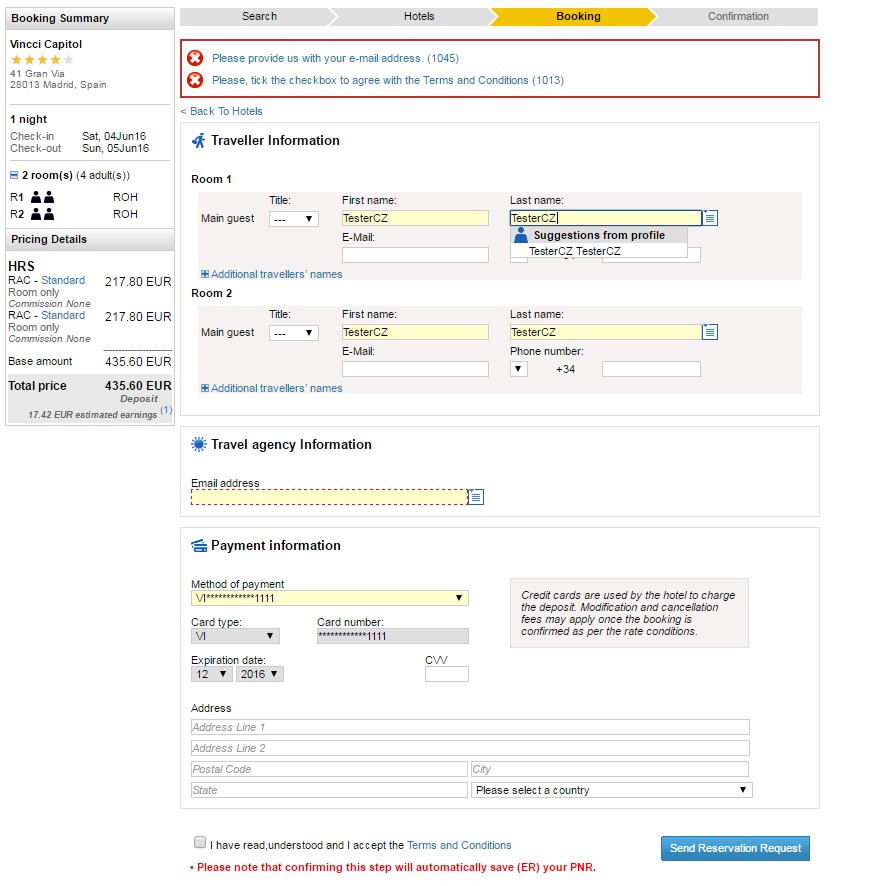 Booking Summary
Vincci Capitol
41 Gran Via
28013 Madrid, Spain
1 night
Check-in Sat, 04Jun16
Check-out Sun, 05Jun16
2 room(s) (4 adult(s))
R1 ROH
R2 ROH
Pricing Details
HRS
RAC - Standard 217.80 EUR
Room only
Commission None
RAC - Standard 217.80 EUR
Room only
Commission None
Base amount 435.60 EUR
Total price 435.60 EUR
Deposit
17.42 EUR estimated earnings (1)
Search Hotels Booking Confirmation
Please provide us with your e-mail address. (1045)
Please, tick the checkbox to agree with the Terms and Conditions (1013)
< Back To Hotels
Traveller Information
Room 1
Title: First name: Last name:
Main guest --- TesterCZ TesterCZ
E-Mail:
Suggestions from profile
TesterCZ TesterCZ
Additional travellers' names
Room 2
Title: First name: Last name:
Main guest --- TesterCZ TesterCZ
E-Mail: Phone number:
+34
Additional travellers' names
Travel agency Information
Email address
Payment information
Method of payment
VI************1111
Card type: Card number:
VI ************1111
Expiration date: CVV
12 2016
Credit cards are used by the hotel to charge
the deposit. Modification and cancellation
fees may apply once the booking is
confirmed as per the rate conditions.
Address
Address Line 1
Address Line 2
Postal Code City
State Please select a country
I have read,understood and I accept the Terms and Conditions
Send Reservation Request
• Please note that confirming this step will automatically save (ER) your PNR.